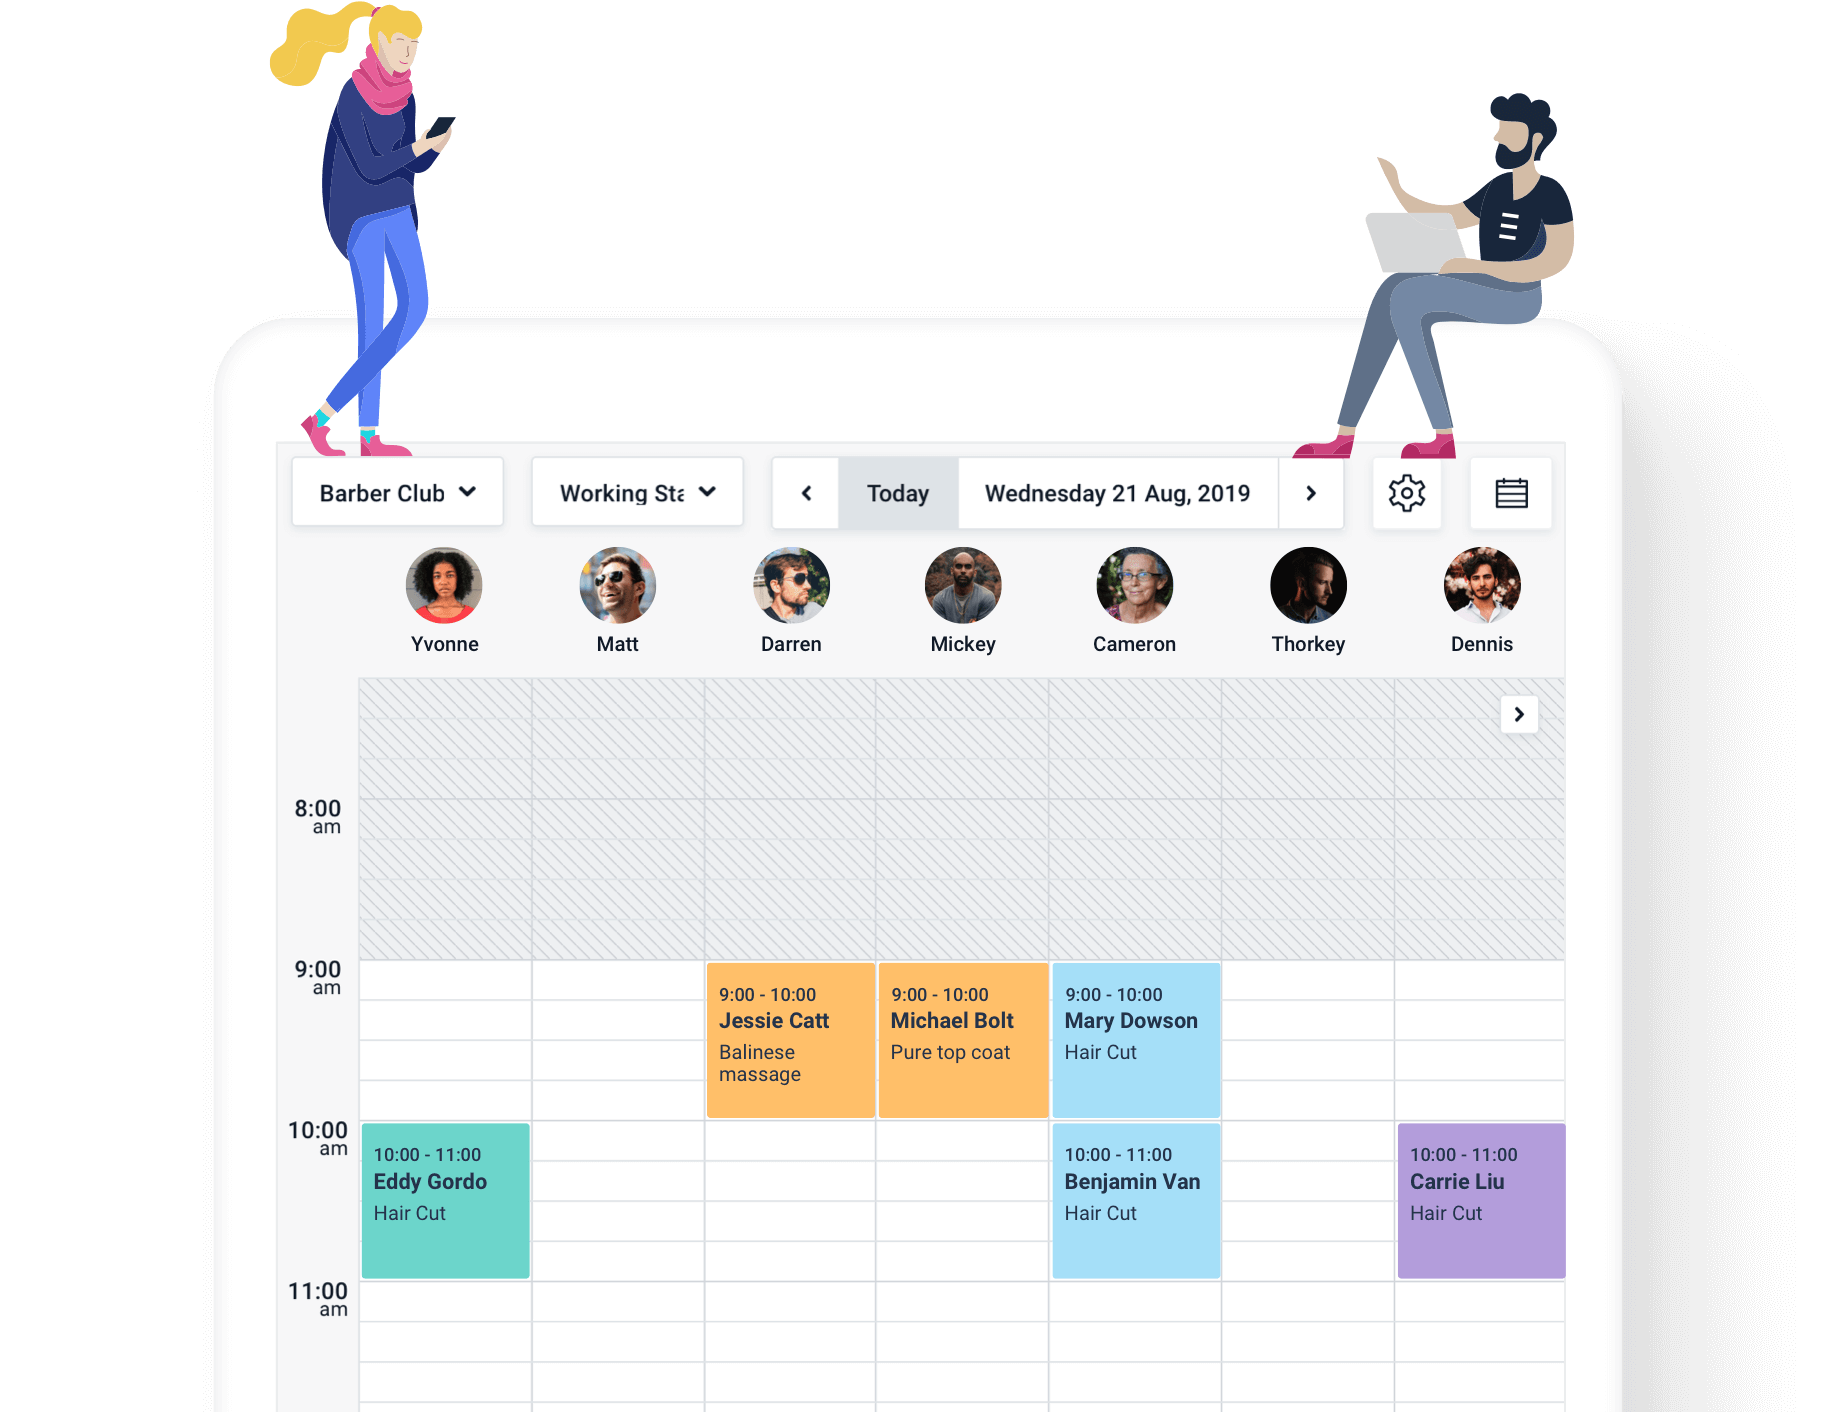 Barber Club
Working Sta
Today
Wednesday 21 Aug, 2019
Yvonne
Matt
Darren
Mickey
Cameron
Thorkey
Dennis
8:00
am
9:00
am
9:00 - 10:00
Jessie Catt
Balinese
massage
9:00 - 10:00
Michael Bolt
Pure top coat
9:00 - 10:00
Mary Dowson
Hair Cut
10:00
am
10:00 - 11:00
Eddy Gordo
Hair Cut
10:00 - 11:00
Benjamin Van
Hair Cut
10:00 - 11:00
Carrie Liu
Hair Cut
11:00
am